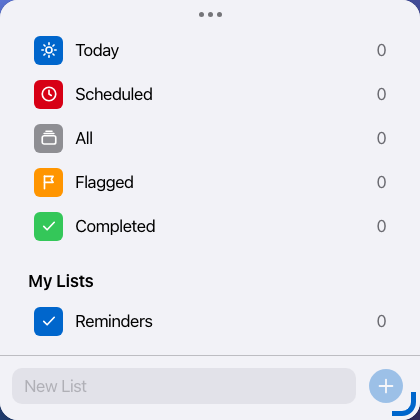 Today 0
Scheduled 0
All 0
Flagged 0
Completed 0
My Lists
Reminders 0
New List